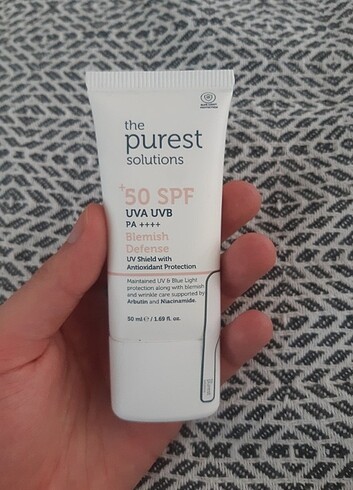 the
purest
solutions
+50 SPF
UVA UVB
PA ++++
Blemish
Defense
UV Shield with
Antioxidant Protection
Maintained UV & Blue Light
protection along with blemish
and wrinkle care supported by
Arbutin and Niacinamide.
50 ml ℮ / 1.69 fl. oz.